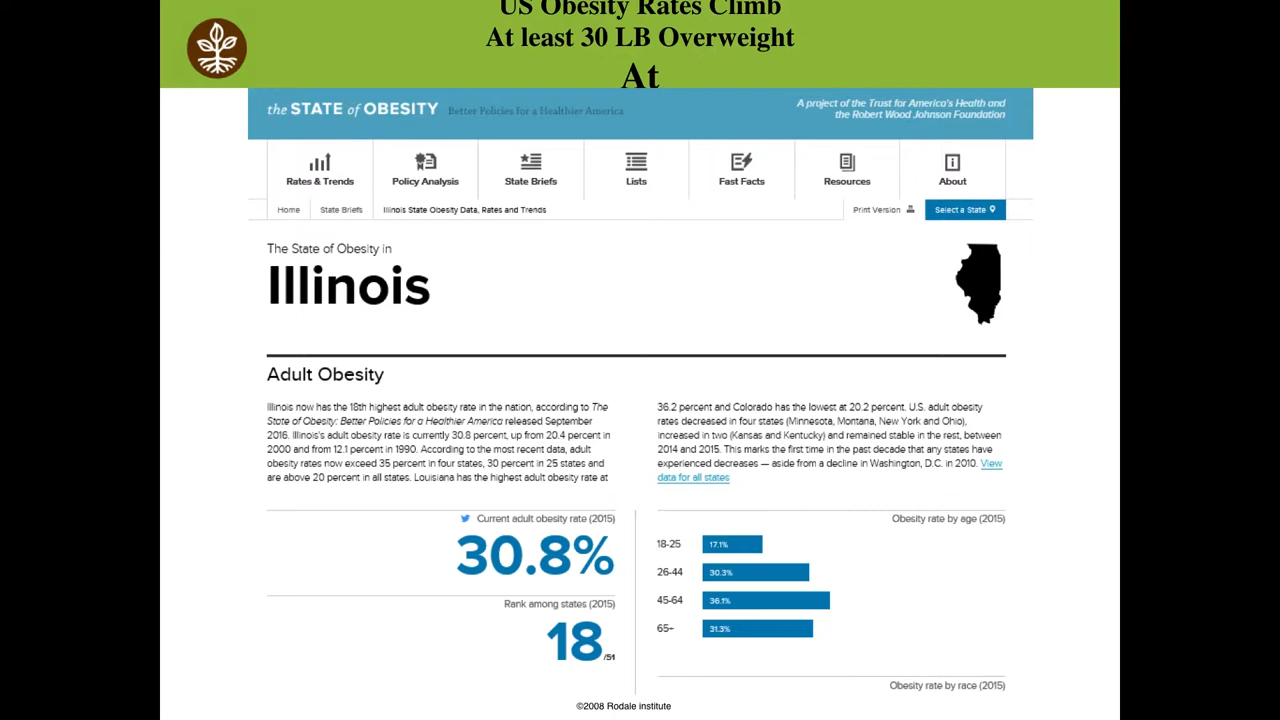 US Obesity Rates Climb
At least 30 LB Overweight
At
the STATE of OBESITY Better Policies for a Healthier America
A project of the Trust for America's Health and
the Robert Wood Johnson Foundation
Rates & Trends Policy Analysis State Briefs Lists Fast Facts Resources About
Home State Briefs Illinois State Obesity Data, Rates and Trends Print Version Select a State
The State of Obesity in
Illinois
Adult Obesity
Illinois now has the 18th highest adult obesity rate in the nation, according to The
State of Obesity: Better Policies for a Healthier America released September
2016. Illinois's adult obesity rate is currently 30.8 percent, up from 20.4 percent in
2000 and from 12.1 percent in 1990. According to the most recent data, adult
obesity rates now exceed 35 percent in four states, 30 percent in 25 states and
are above 20 percent in all states. Louisiana has the highest adult obesity rate at
36.2 percent and Colorado has the lowest at 20.2 percent. U.S. adult obesity
rates decreased in four states (Minnesota, Montana, New York and Ohio),
increased in two (Kansas and Kentucky) and remained stable in the rest, between
2014 and 2015. This marks the first time in the past decade that any states have
experienced decreases — aside from a decline in Washington, D.C. in 2010. View
data for all states
Current adult obesity rate (2015)
30.8%
Rank among states (2015)
18 /51
Obesity rate by age (2015)
18-25 17.1%
26-44 30.3%
45-64 36.1%
65+ 31.3%
Obesity rate by race (2015)
©2008 Rodale institute